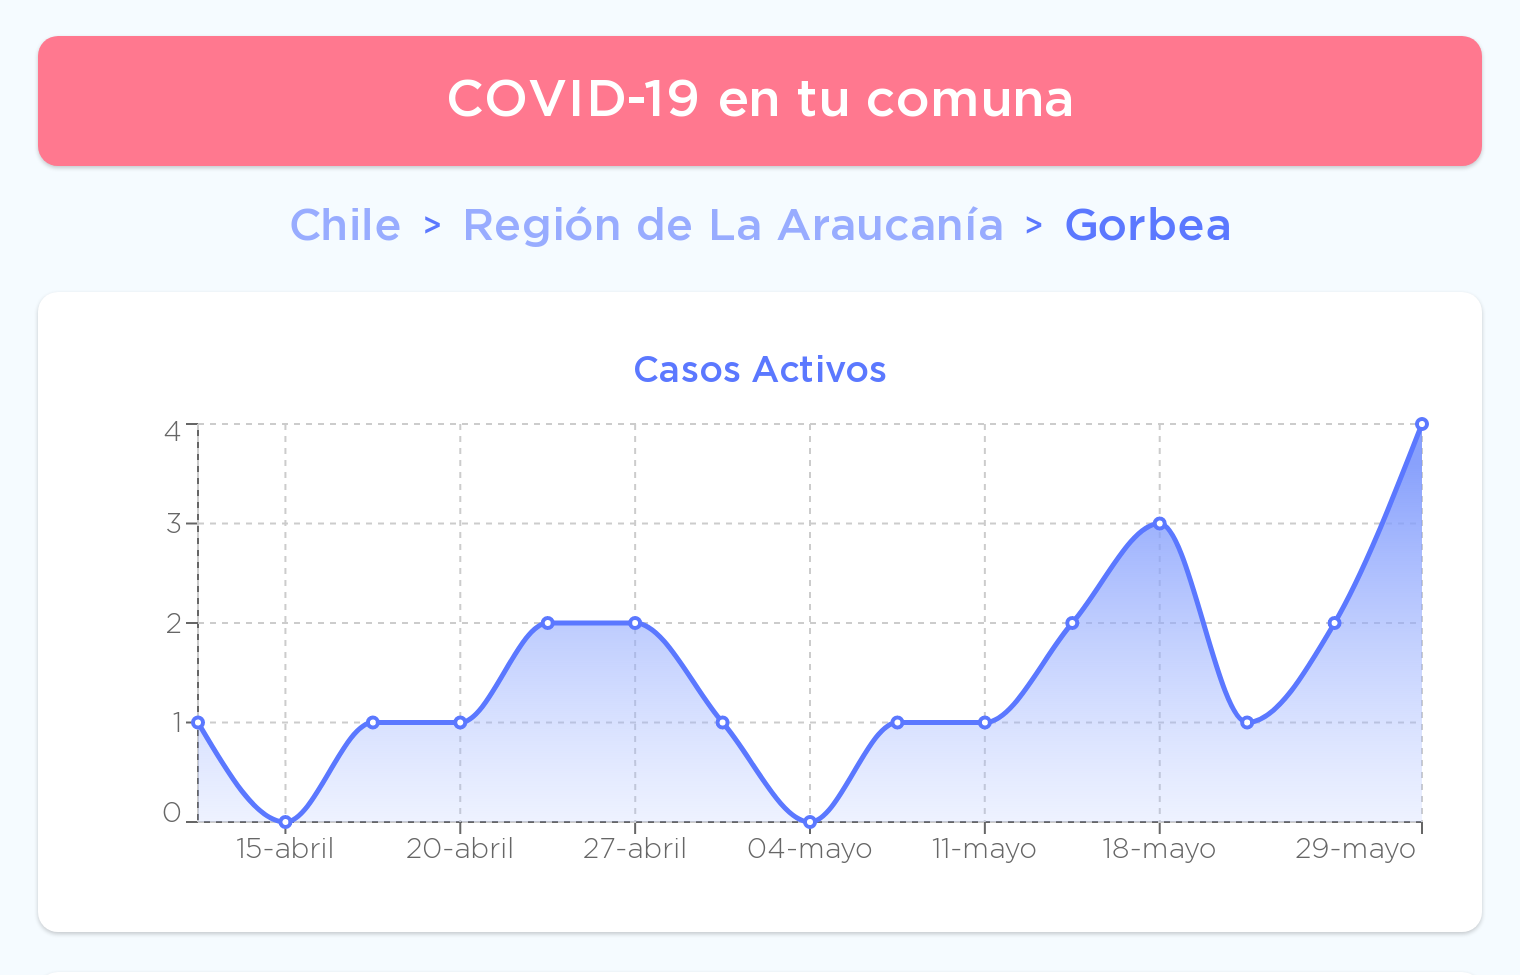 COVID-19 en tu comuna
Chile > Región de La Araucanía > Gorbea
Casos Activos
4
3
2
1
0
15-abril 20-abril 27-abril 04-mayo 11-mayo 18-mayo 29-mayo